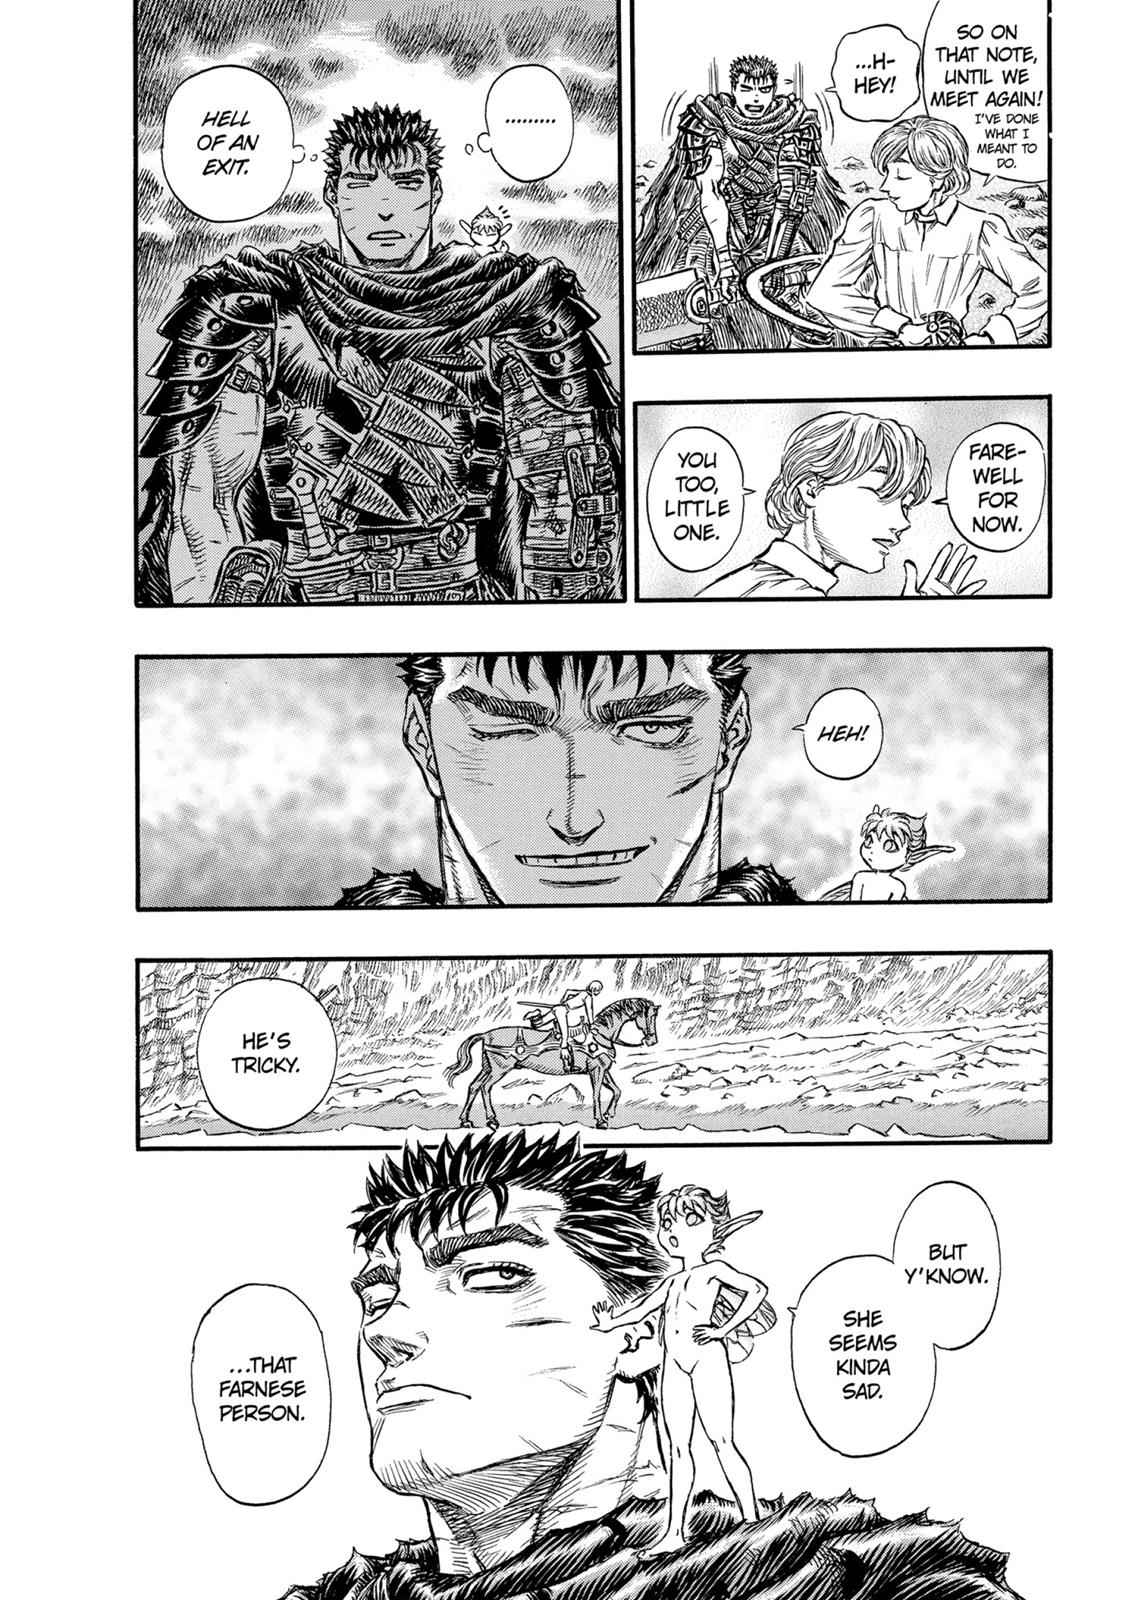 SO ON
THAT NOTE,
UNTIL WE
MEET AGAIN!
I'VE DONE
WHAT I
MEANT TO
DO.
...H-
HEY!
FARE-
WELL
FOR
NOW.
YOU
TOO,
LITTLE
ONE.
..........
HELL
OF AN
EXIT.
HEH!
HE'S
TRICKY.
BUT
Y'KNOW.
SHE
SEEMS
KINDA
SAD.
...THAT
FARNESE
PERSON.